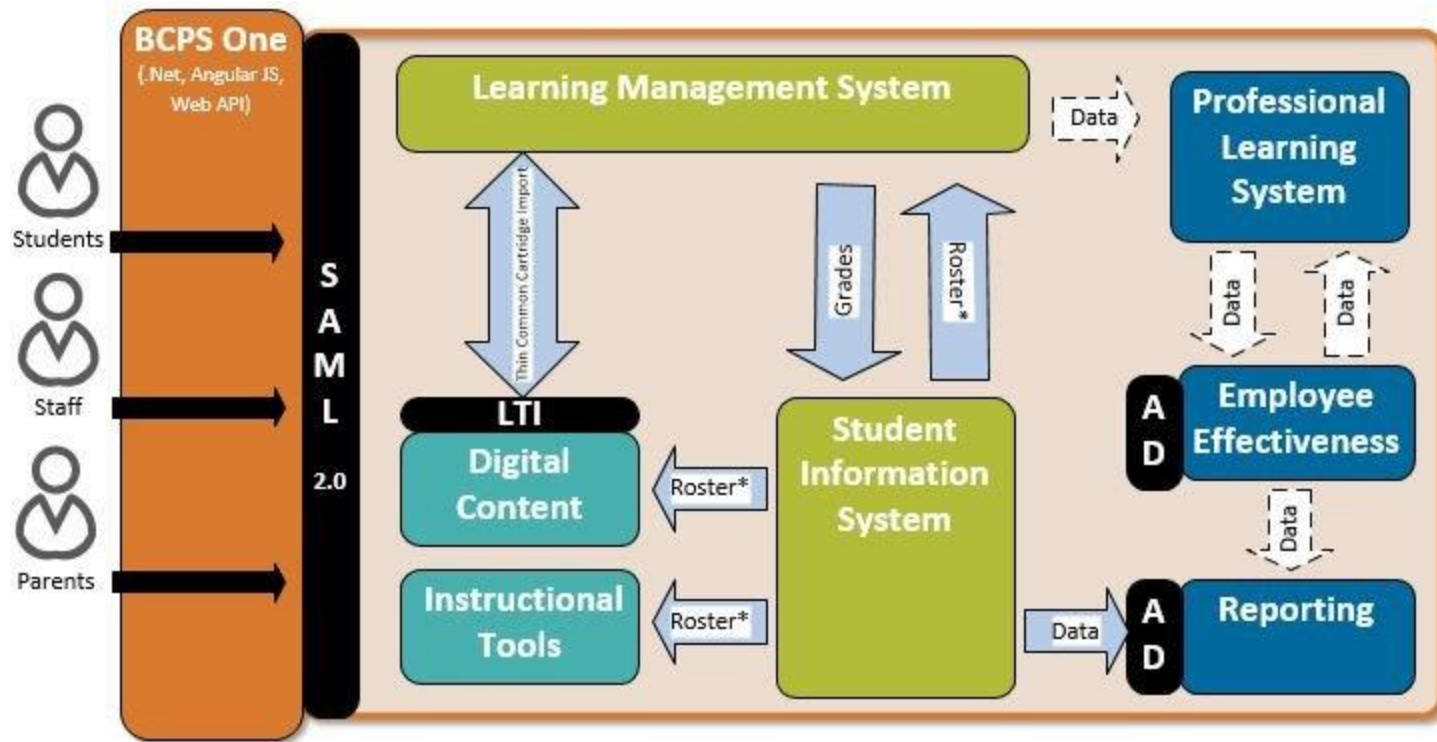 BCPS One
(.Net, Angular JS,
Web API)
Students
Staff
Parents
S
A
M
L
2.0
Learning Management System
Data
Professional
Learning
System
Thin Common Cartridge Import
Grades
Roster*
Data
Data
LTI
Digital
Content
Roster*
Student
Information
System
A
D
Employee
Effectiveness
Data
Instructional
Tools
Roster*
Data
A
D
Reporting